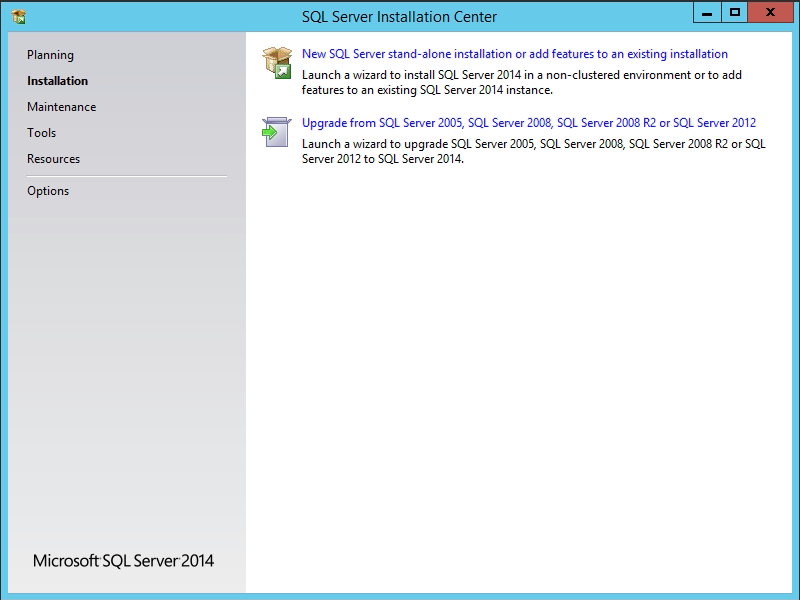 SQL Server Installation Center
Planning
Installation
Maintenance
Tools
Resources
Options
New SQL Server stand-alone installation or add features to an existing installation
Launch a wizard to install SQL Server 2014 in a non-clustered environment or to add
features to an existing SQL Server 2014 instance.
Upgrade from SQL Server 2005, SQL Server 2008, SQL Server 2008 R2 or SQL Server 2012
Launch a wizard to upgrade SQL Server 2005, SQL Server 2008, SQL Server 2008 R2 or SQL
Server 2012 to SQL Server 2014.
Microsoft SQL Server 2014